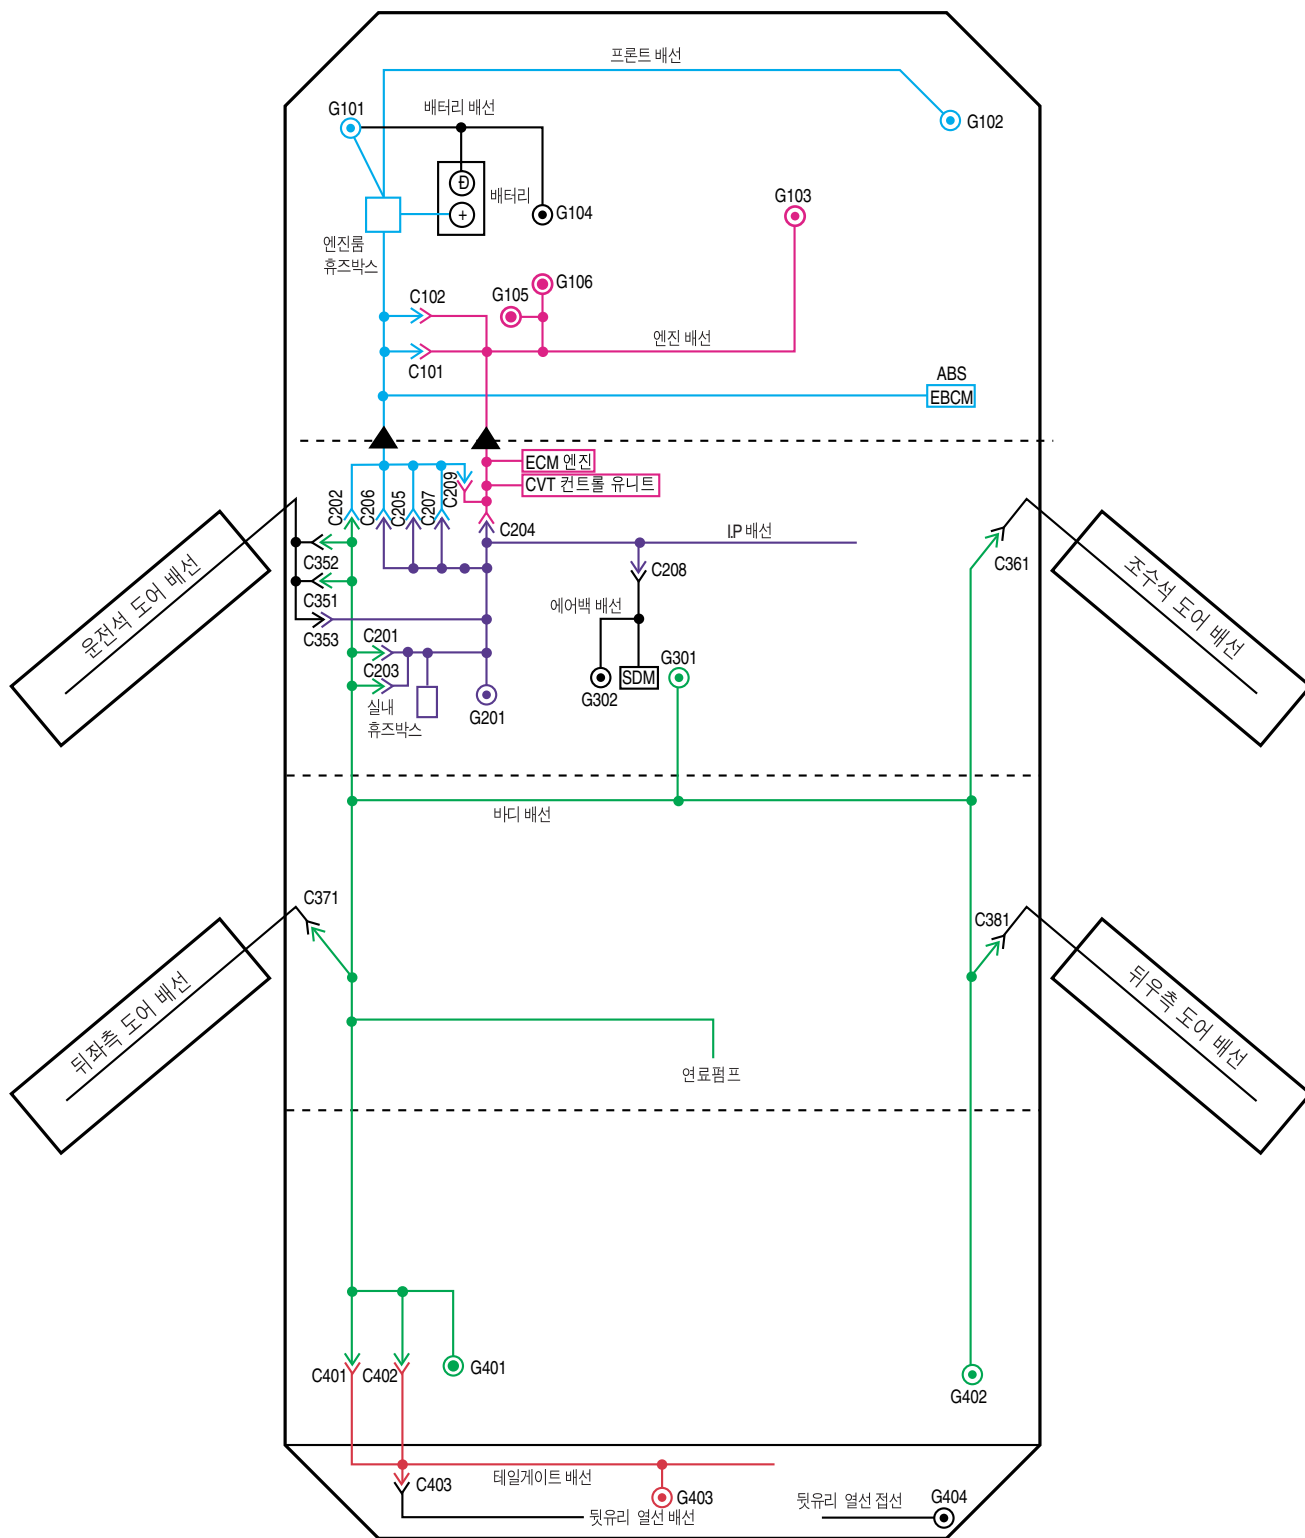 프론트 배선
G101
배터리 배선
G102
Đ
배터리
+
G104
G103
엔진룸
휴즈박스
C102
G105
G106
엔진 배선
C101
ABS
EBCM
ECM 엔진
CVT 컨트롤 유니트
C202
C206
C205
C207
C209
C204
I.P 배선
C352
C351
C353
C208
C361
운전석 도어 배선
조수석 도어 배선
에어백 배선
C201
C203
G301
SDM
G302
실내
휴즈박스
G201
바디 배선
C371
C381
뒤좌측 도어 배선
뒤우측 도어 배선
연료펌프
C401
C402
G401
G402
테일게이트 배선
C403
G403
뒷유리 열선 배선
뒷유리 열선 접선
G404